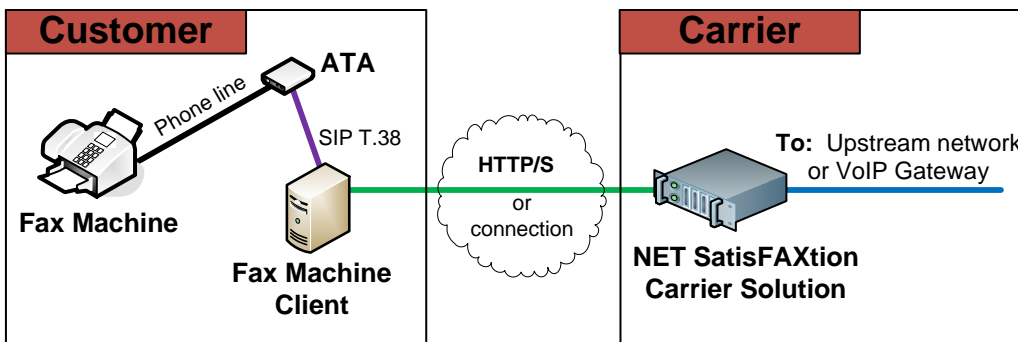 Customer
Carrier
ATA
Phone line
SIP T.38
Fax Machine
Fax Machine
Client
HTTP/S
or
connection
To: Upstream network
or VoIP Gateway
NET SatisFAXtion
Carrier Solution